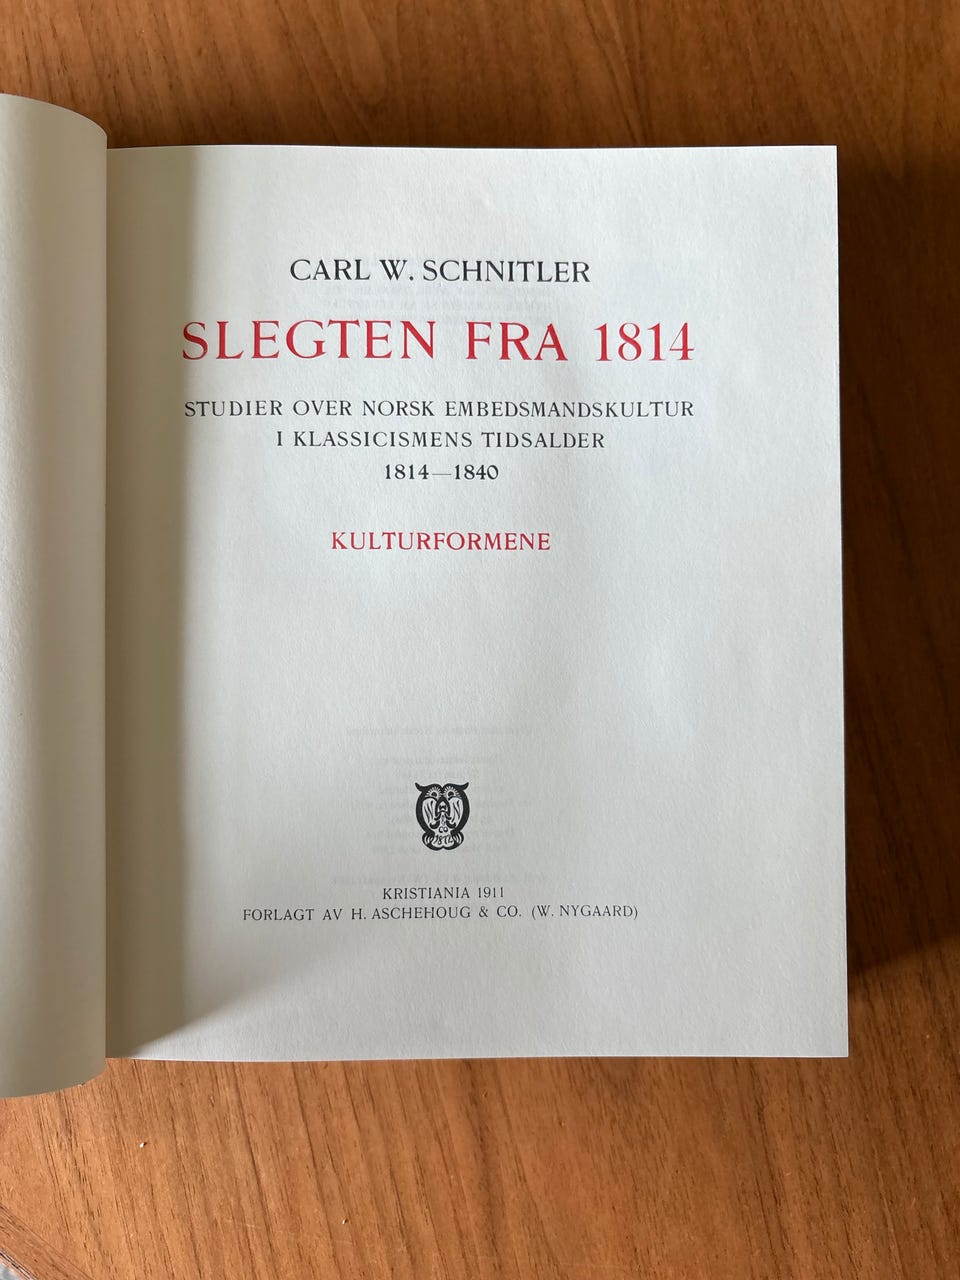 CARL W. SCHNITLER
SLEGTEN FRA 1814
STUDIER OVER NORSK EMBEDSMANDSKULTUR
I KLASSICISMENS TIDSALDER
1814—1840
KULTURFORMENE
1872
KRISTIANIA 1911
FORLAGT AV H. ASCHEHOUG & CO. (W. NYGAARD)